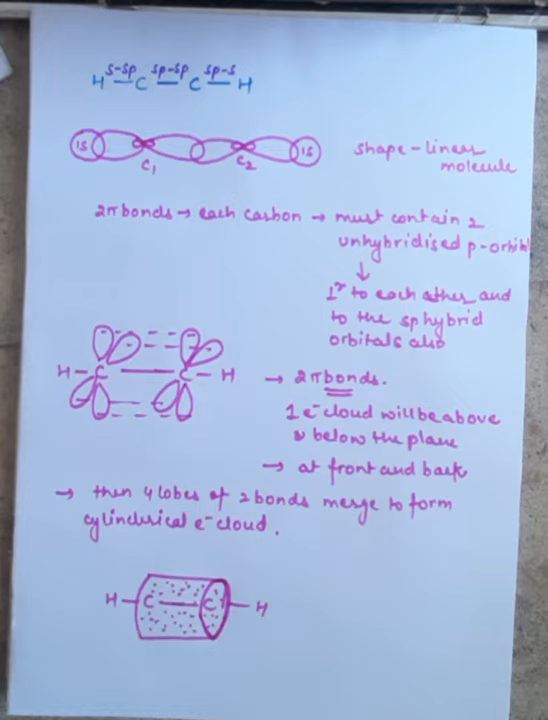 s-sp sp-sp sp-s
H — C — C — H
1s 1s
C₁ C₂
shape - linear
molecule
2π bonds → each carbon → must contain 2
unhybridised p-orbital
↓
1ʳ to each other and
to the sp hybrid
orbitals also
H - C — C - H
→ 2π bonds.
1 e⁻ cloud will be above
& below the plane
→ at front and back
→ then 4 lobes of 2 bonds merge to form
cylindrical e⁻ cloud.
H - C — C - H